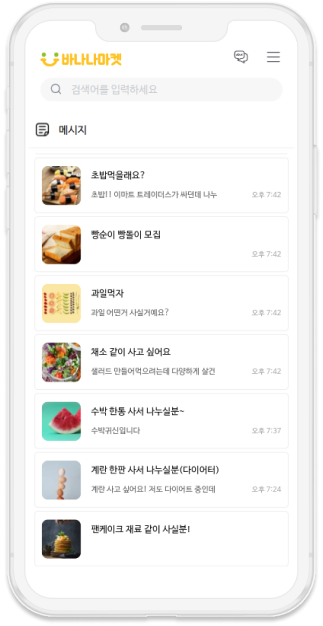 바나나마켓
검색어를 입력하세요
메시지
초밥먹을래요?
초밥!! 이마트 트레이더스가 싸던데 나누
오후 7:42
빵순이 빵돌이 모집
오후 7:42
과일먹자
과일 어떤거 사실거예요?
오후 7:42
채소 같이 사고 싶어요
샐러드 만들어먹으려는데 다양하게 살건
오후 7:42
수박 한통 사서 나누실분~
수박귀신입니다
오후 7:37
계란 한판 사서 나누실분(다이어터)
계란 사고 싶어요! 저도 다이어트 중인데
오후 7:24
팬케이크 재료 같이 사실분!